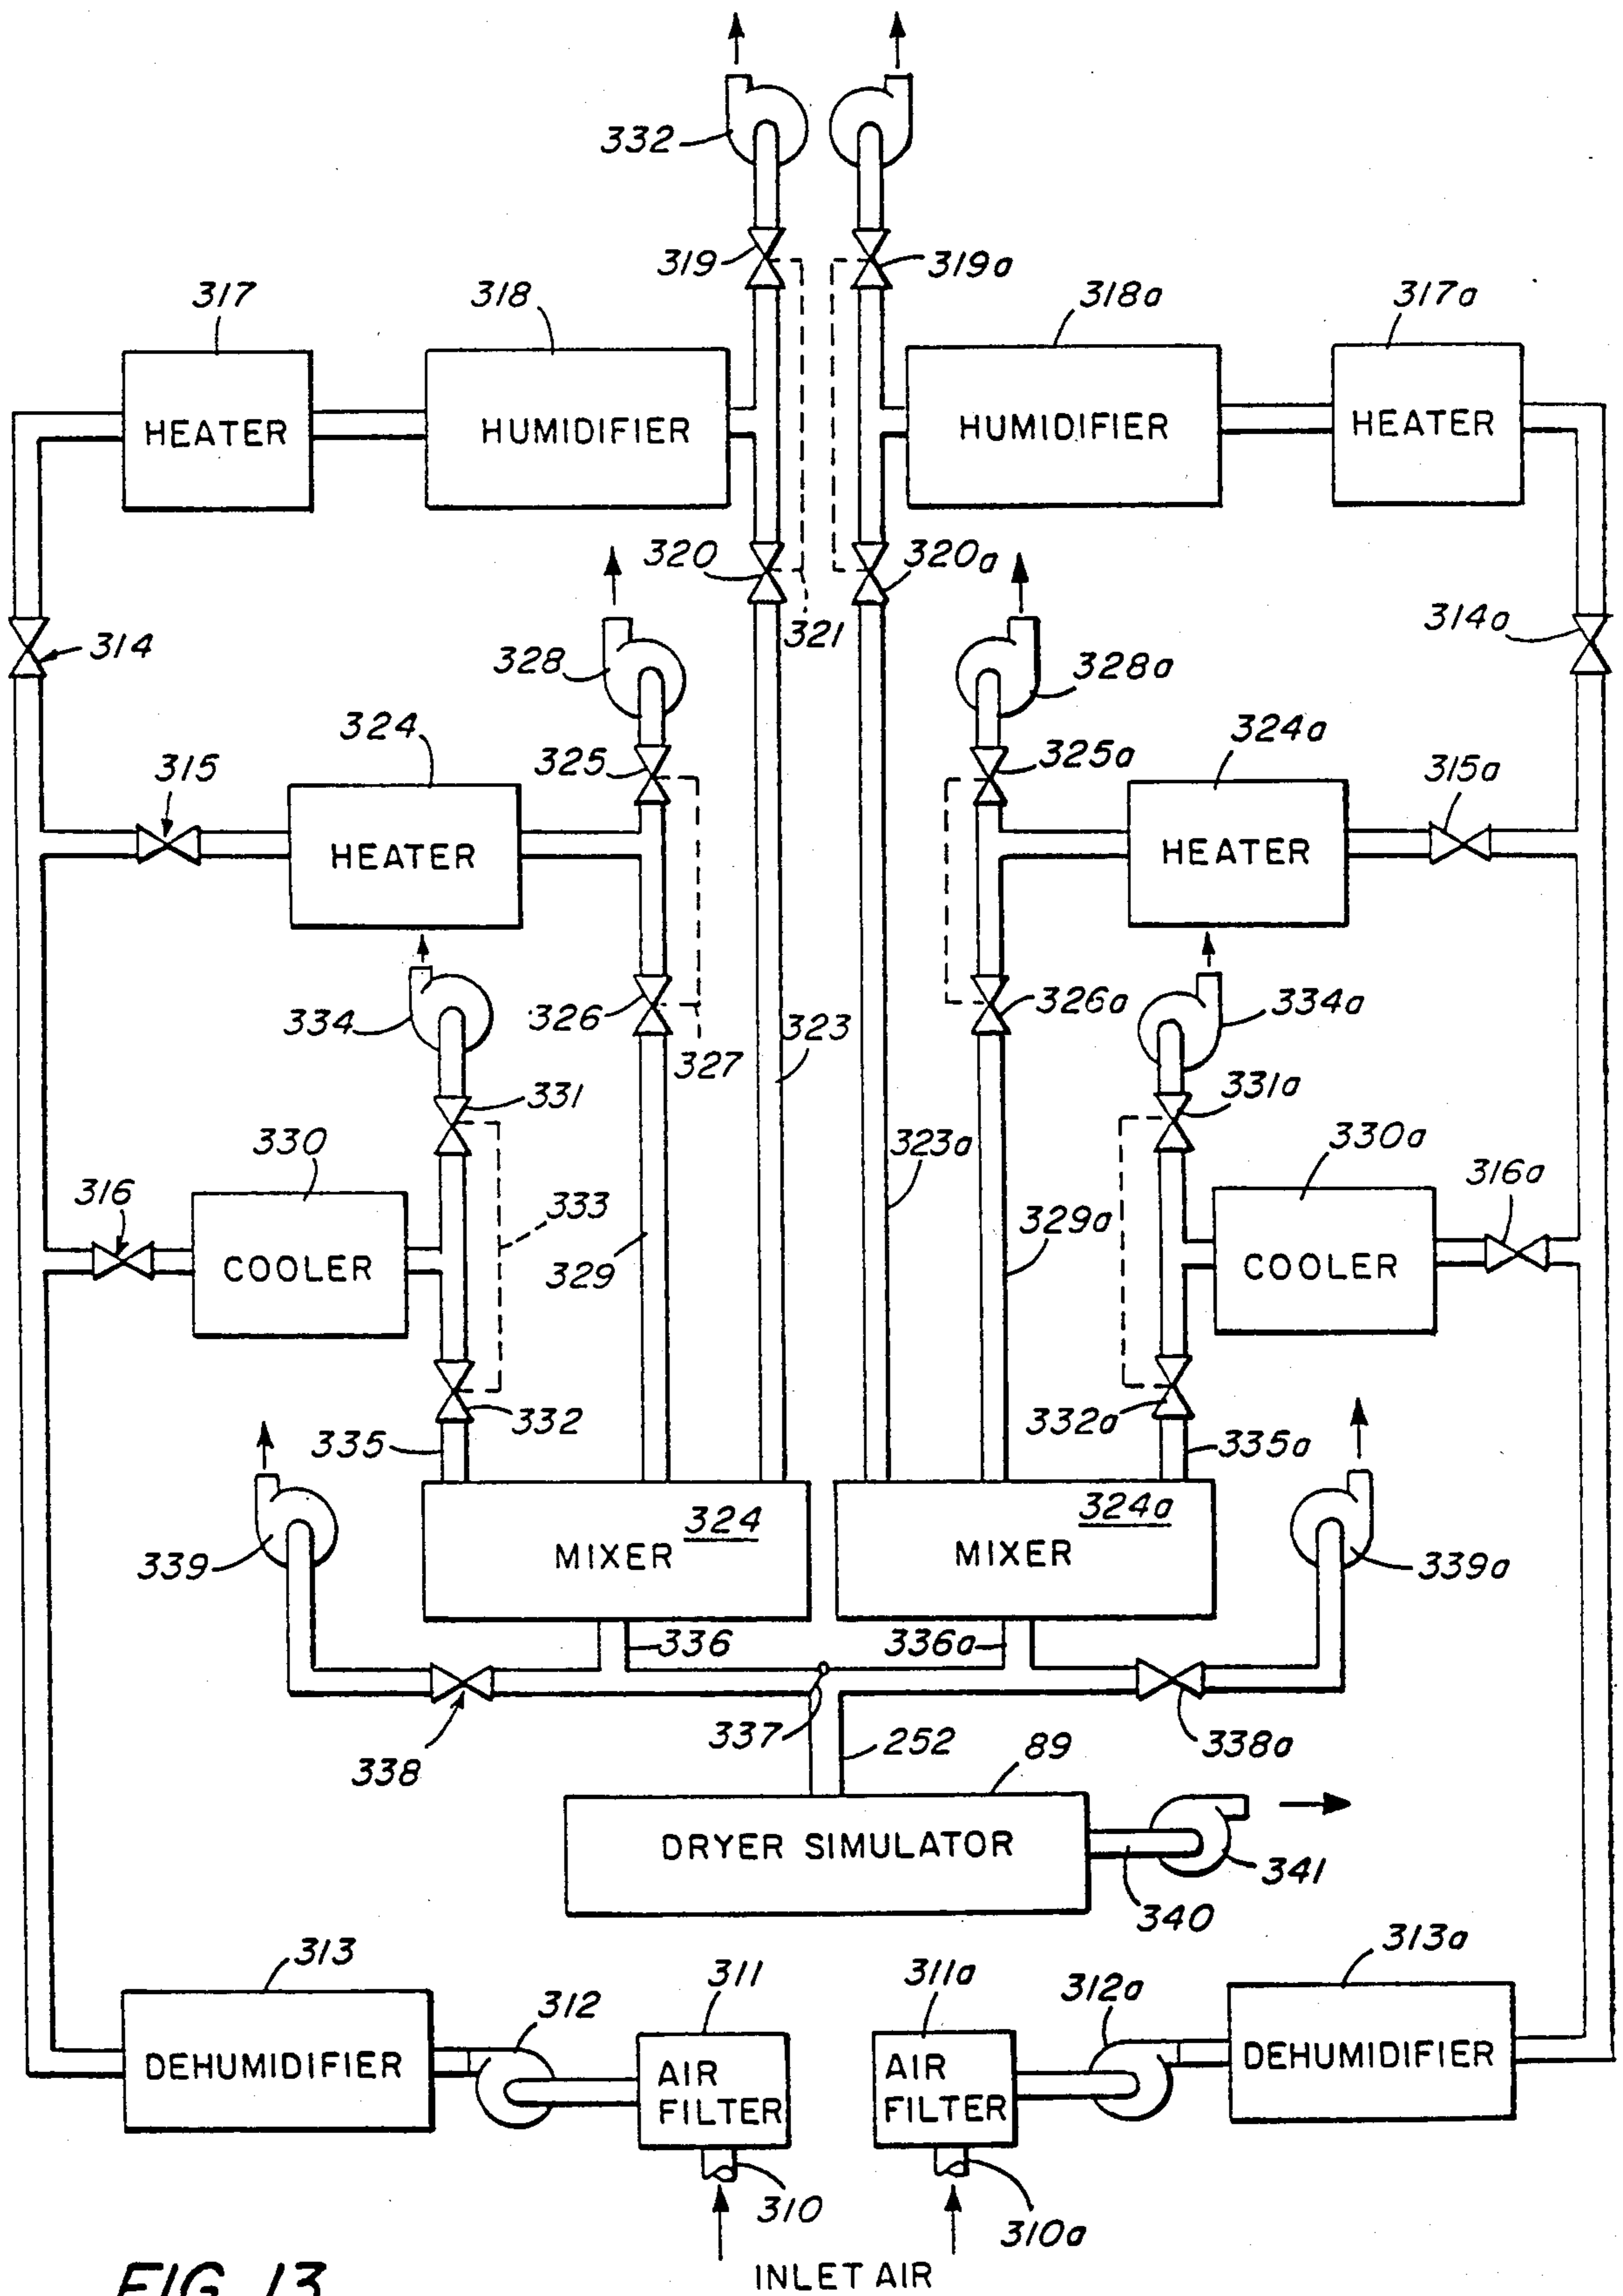 332
319
319a
317
318
318a
317a
HEATER
HUMIDIFIER
HUMIDIFIER
HEATER
320
320a
321
314
314a
328
328a
324
324a
315
325
325a
315a
HEATER
HEATER
334
326
327
323
326a
334a
331
331a
330
323a
330a
316
333
329
329a
316a
COOLER
COOLER
332
332a
335
335a
324
324a
339
MIXER
MIXER
339a
336
336a
337
252
89
338
338a
DRYER SIMULATOR
341
340
313
311
311a
313a
312
312a
DEHUMIDIFIER
AIR
FILTER
AIR
FILTER
DEHUMIDIFIER
310
310a
INLET AIR
FIG. 13